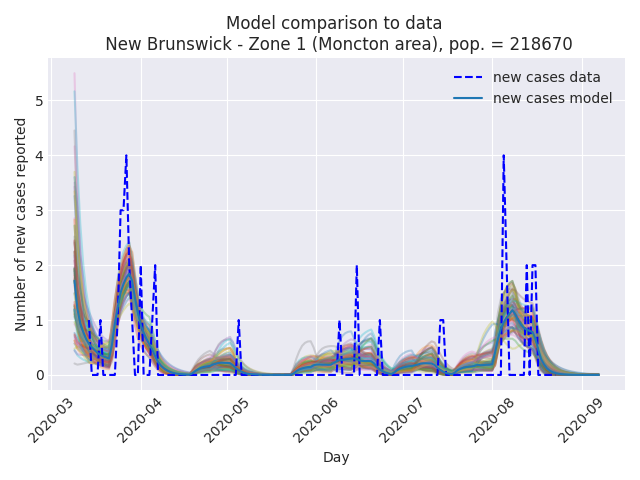 Model comparison to data
New Brunswick - Zone 1 (Moncton area), pop. = 218670
new cases data
new cases model
Number of new cases reported
5
4
3
2
1
0
2020-03
2020-04
2020-05
2020-06
2020-07
2020-08
2020-09
Day